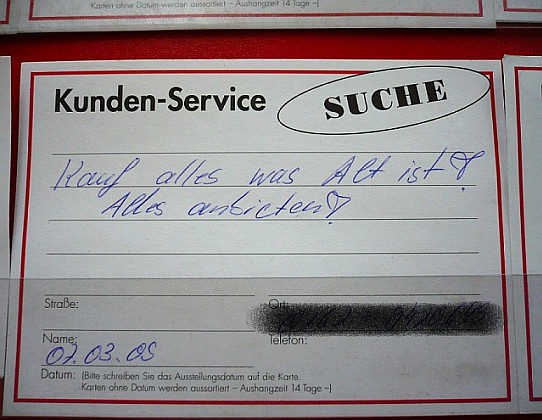 Karten ohne Datum werden aussortiert – Aushangzeit 14 Tage –)
Kunden-Service
SUCHE
Kauf alles was Alt ist!
Alles anbieten!
Straße:
Ort:
Name:
Telefon:
07.03.05
Datum: (Bitte schreiben Sie das Ausstellungsdatum auf die Karte.
Karten ohne Datum werden aussortiert – Aushangzeit 14 Tage –)